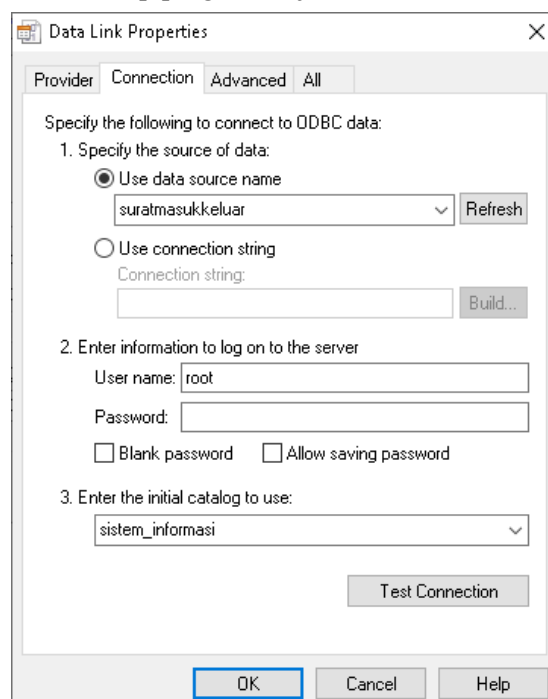 Data Link Properties
Provider Connection Advanced All
Specify the following to connect to ODBC data:
1. Specify the source of data:
Use data source name
suratmasukkeluar Refresh
Use connection string
Connection string:
Build...
2. Enter information to log on to the server
User name: root
Password:
Blank password Allow saving password
3. Enter the initial catalog to use:
sistem_informasi
Test Connection
OK Cancel Help